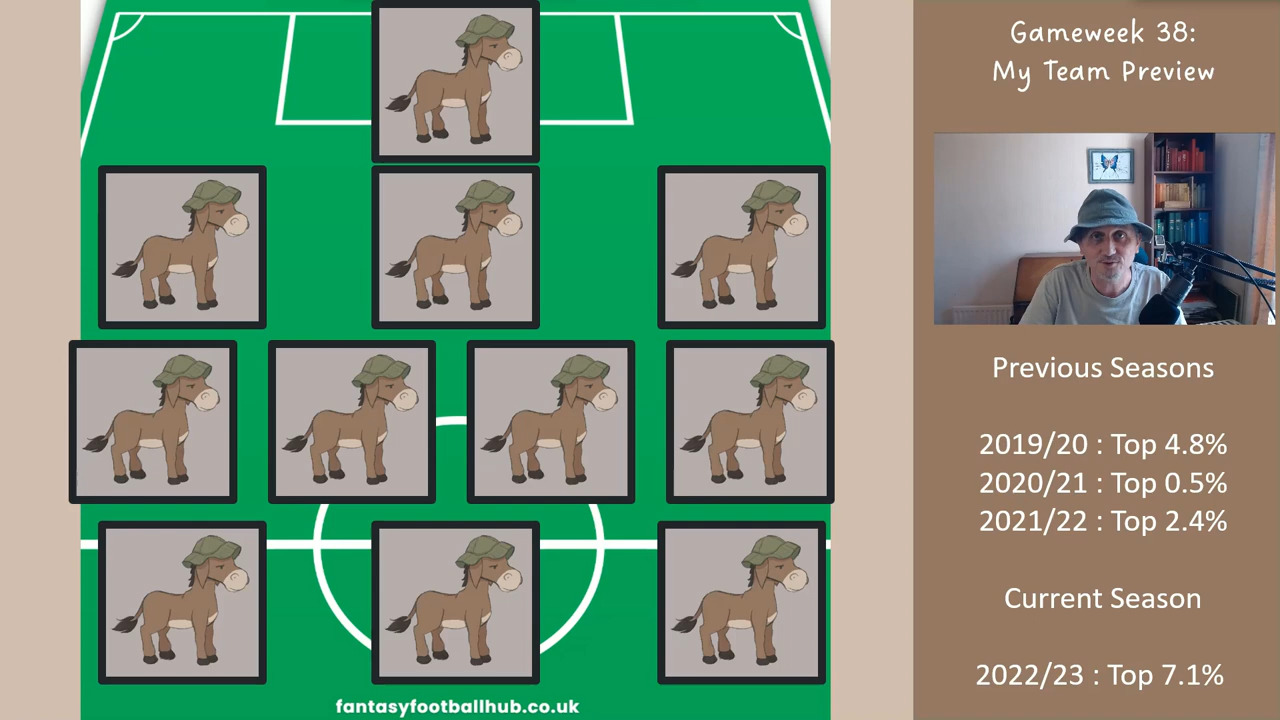 Gameweek 38:
My Team Preview
Previous Seasons
2019/20 : Top 4.8%
2020/21 : Top 0.5%
2021/22 : Top 2.4%
Current Season
2022/23 : Top 7.1%
fantasyfootballhub.co.uk